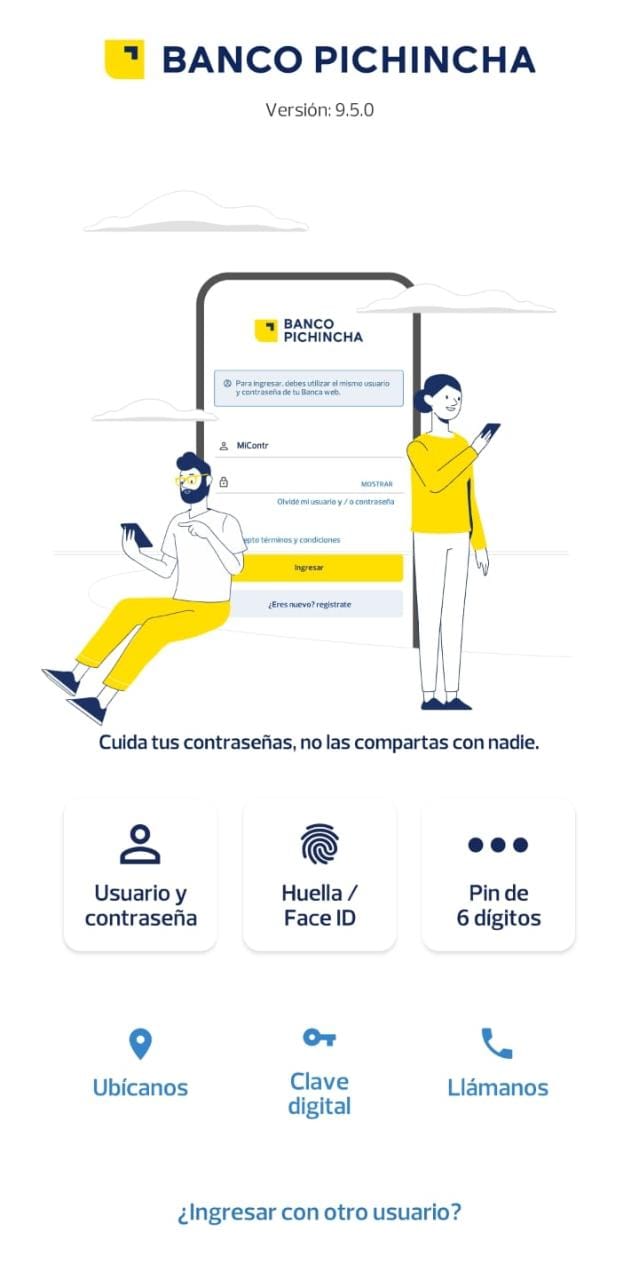 BANCO PICHINCHA
Versión: 9.5.0
BANCO
PICHINCHA
Para ingresar, debes utilizar el mismo usuario
y contraseña de tu Banca web.
MiContr
MOSTRAR
Olvidé mi usuario y / o contraseña
epto términos y condiciones
Ingresar
¿Eres nuevo? regístrate
Cuida tus contraseñas, no las compartas con nadie.
Usuario y
contraseña
Huella /
Face ID
Pin de
6 dígitos
Ubícanos
Clave
digital
Llámanos
¿Ingresar con otro usuario?